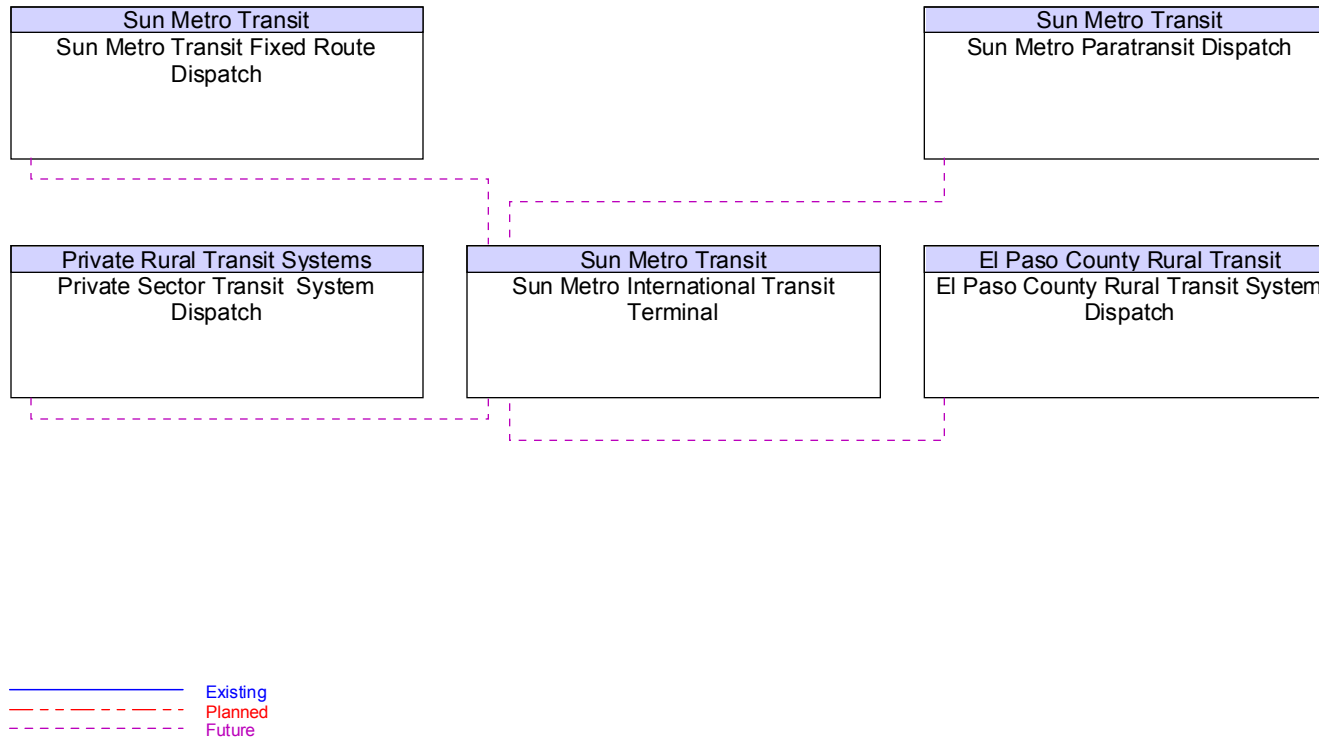 Sun Metro Transit
Sun Metro Transit Fixed Route
Dispatch
Sun Metro Transit
Sun Metro Paratransit Dispatch
Private Rural Transit Systems
Private Sector Transit  System
Dispatch
Sun Metro Transit
Sun Metro International Transit
Terminal
El Paso County Rural Transit
El Paso County Rural Transit System
Dispatch
Existing
Planned
Future